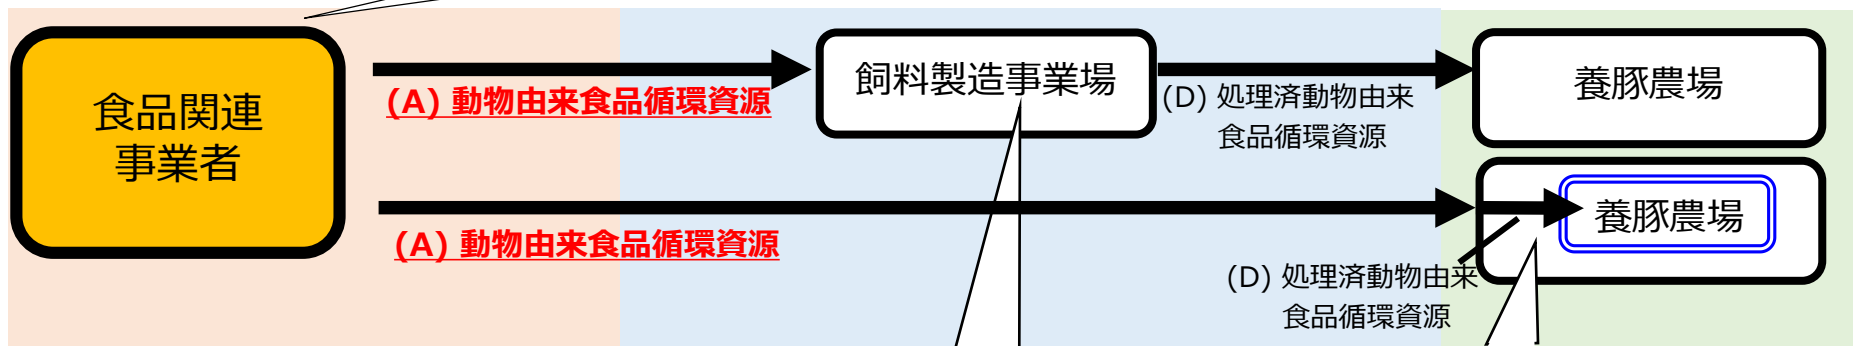 食品関連
事業者
(A) 動物由来食品循環資源
飼料製造事業場
(D) 処理済動物由来
食品循環資源
養豚農場
(A) 動物由来食品循環資源
(D) 処理済動物由来
食品循環資源
養豚農場